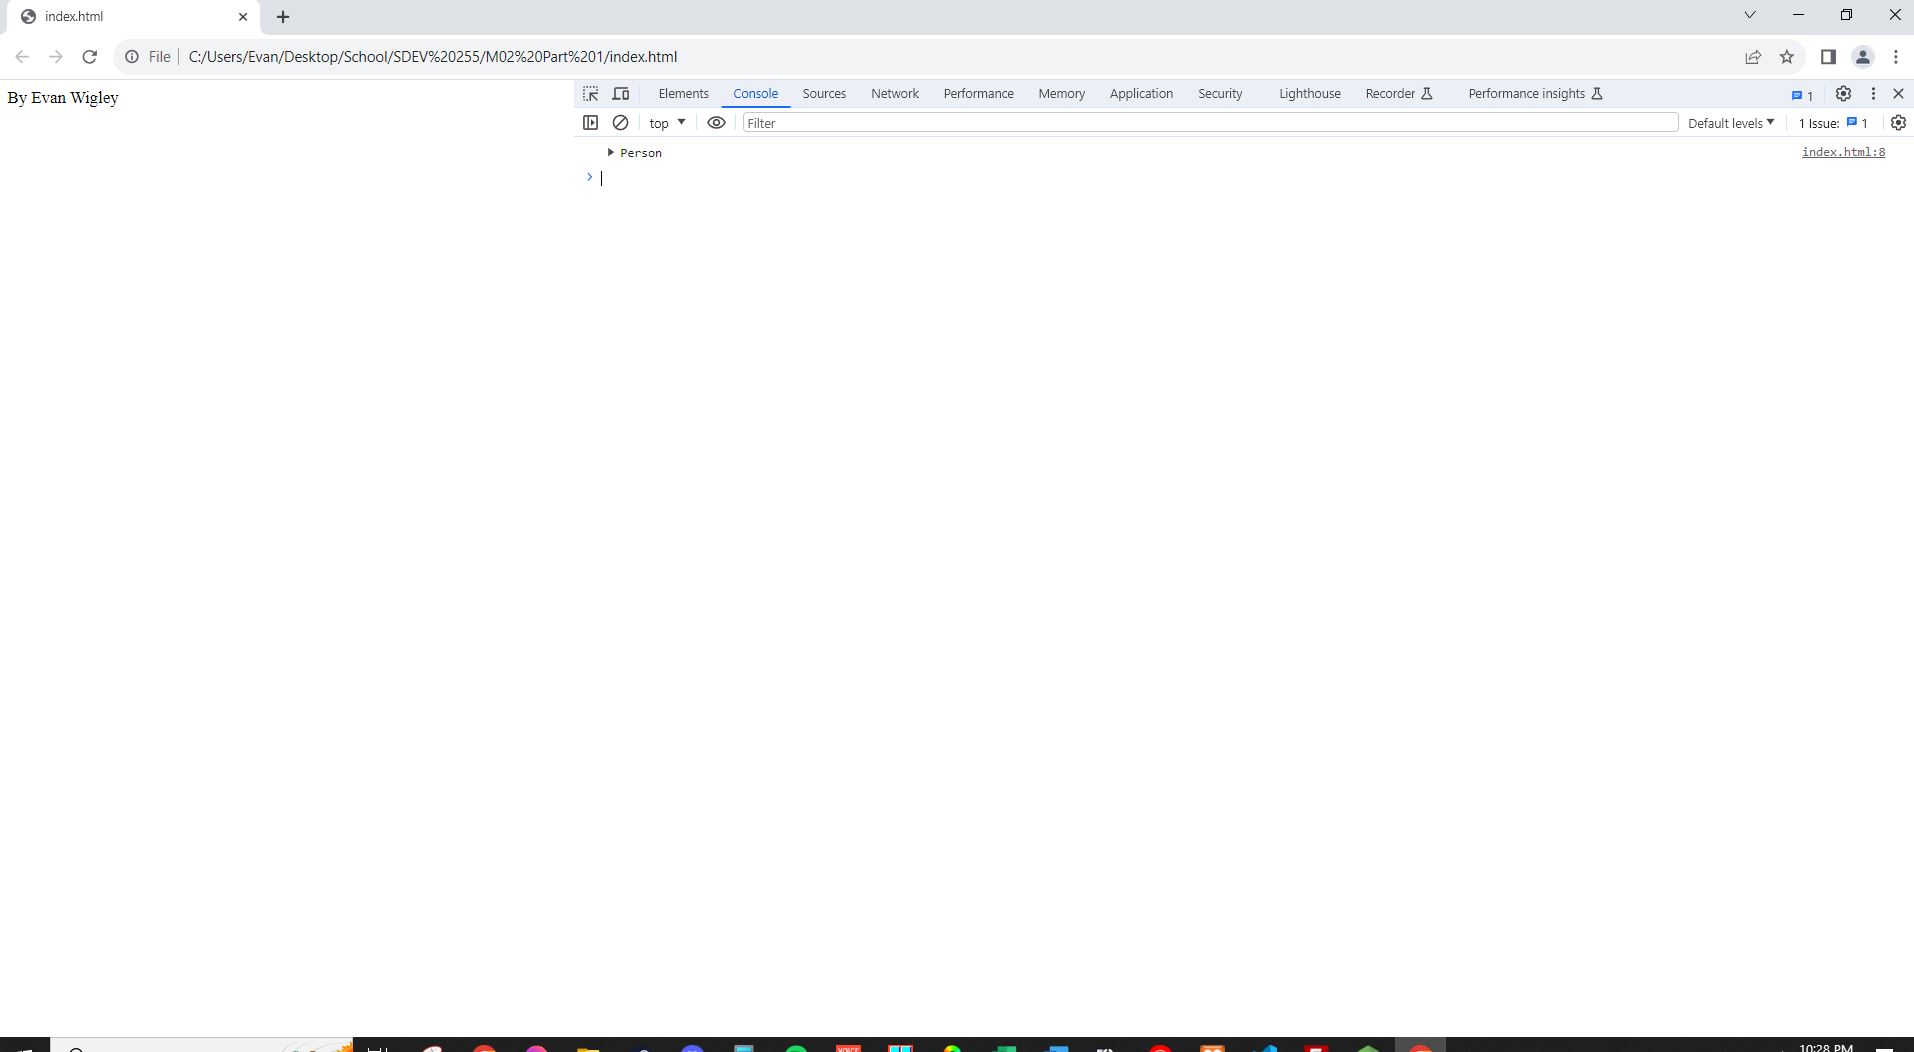 index.html
File C:/Users/Evan/Desktop/School/SDEV%20255/M02%20Part%201/index.html
By Evan Wigley
Elements Console Sources Network Performance Memory Application Security Lighthouse Recorder Performance insights 1
top Filter Default levels 1 Issue: 1
Person index.html:8
VOICE
10:28 PM